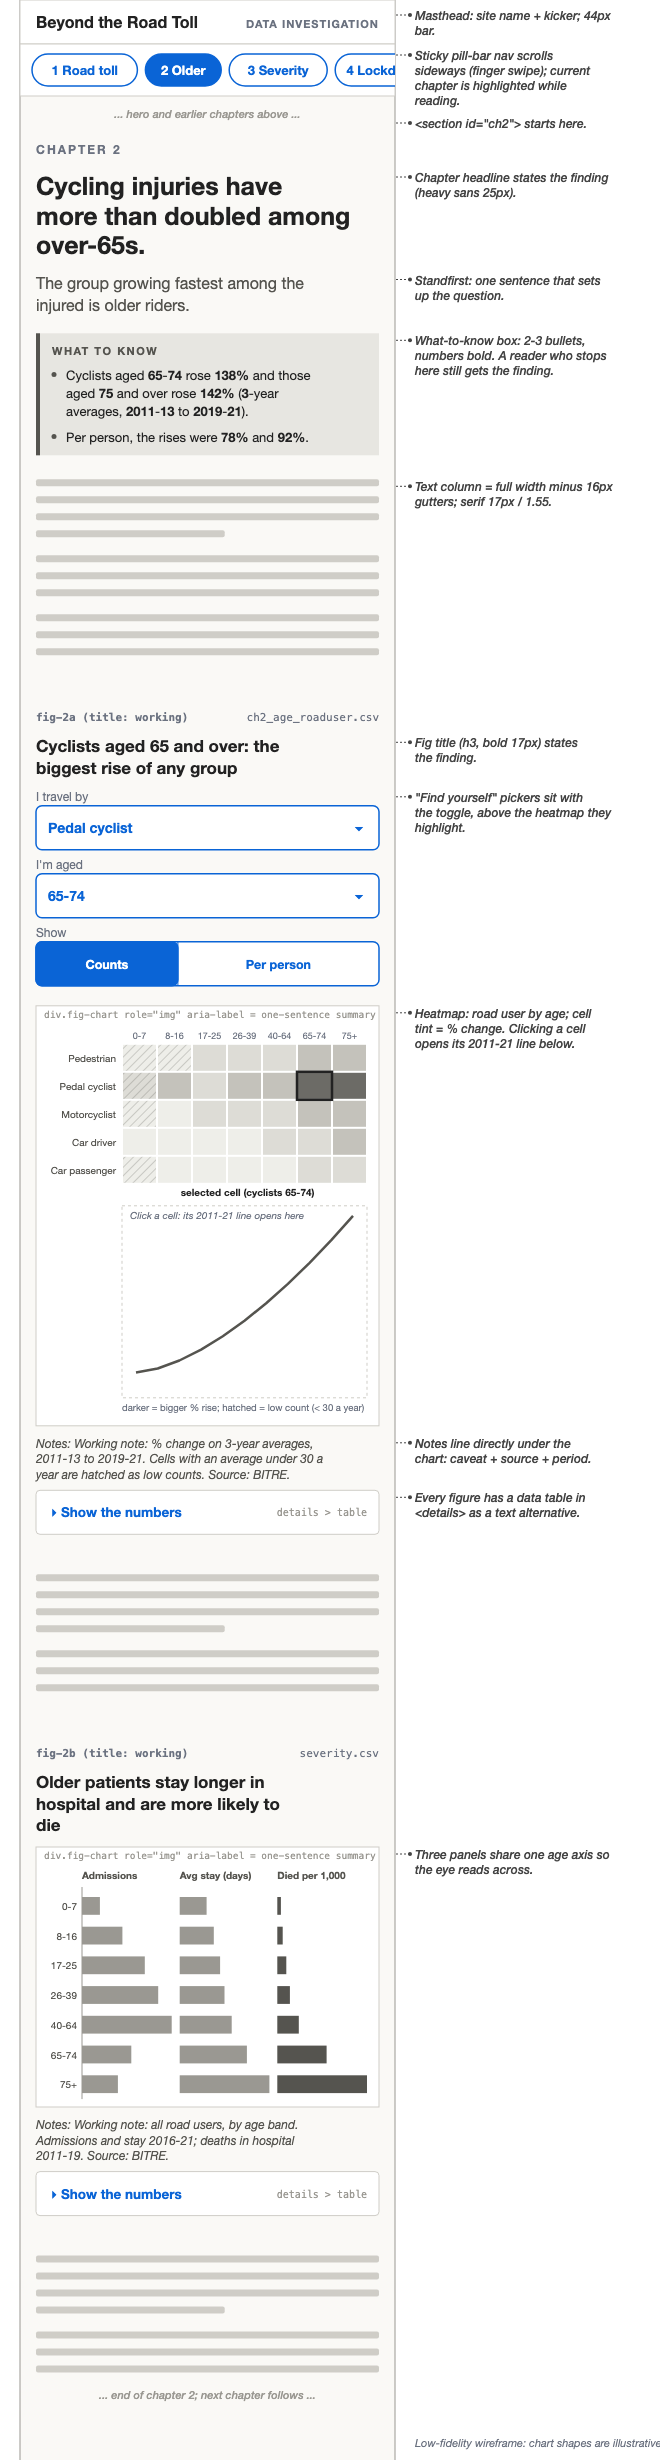 Beyond the Road Toll
DATA INVESTIGATION
Masthead: site name + kicker; 44px
bar.
1 Road toll
2 Older
3 Severity
4 Lockd
Sticky pill-bar nav scrolls
sideways (finger swipe); current
chapter is highlighted while
reading.
... hero and earlier chapters above ...
<section id="ch2"> starts here.
CHAPTER 2
Cycling injuries have
more than doubled among
over-65s.
Chapter headline states the finding
(heavy sans 25px).
The group growing fastest among the
injured is older riders.
Standfirst: one sentence that sets
up the question.
WHAT TO KNOW
• Cyclists aged 65-74 rose 138% and those
aged 75 and over rose 142% (3-year
averages, 2011-13 to 2019-21).
• Per person, the rises were 78% and 92%.
What-to-know box: 2-3 bullets,
numbers bold. A reader who stops
here still gets the finding.
Text column = full width minus 16px
gutters; serif 17px / 1.55.
fig-2a (title: working)
ch2_age_roaduser.csv
Cyclists aged 65 and over: the
biggest rise of any group
Fig title (h3, bold 17px) states
the finding.
I travel by
Pedal cyclist
I'm aged
65-74
Show
Counts
Per person
"Find yourself" pickers sit with
the toggle, above the heatmap they
highlight.
div.fig-chart role="img" aria-label = one-sentence summary
0-7 8-16 17-25 26-39 40-64 65-74 75+
Pedestrian
Pedal cyclist
Motorcyclist
Car driver
Car passenger
selected cell (cyclists 65-74)
Click a cell: its 2011-21 line opens here
darker = bigger % rise; hatched = low count (< 30 a year)
Heatmap: road user by age; cell
tint = % change. Clicking a cell
opens its 2011-21 line below.
Notes: Working note: % change on 3-year averages,
2011-13 to 2019-21. Cells with an average under 30 a
year are hatched as low counts. Source: BITRE.
Notes line directly under the
chart: caveat + source + period.
Show the numbers
details > table
Every figure has a data table in
<details> as a text alternative.
fig-2b (title: working)
severity.csv
Older patients stay longer in
hospital and are more likely to
die
div.fig-chart role="img" aria-label = one-sentence summary
Admissions Avg stay (days) Died per 1,000
0-7
8-16
17-25
26-39
40-64
65-74
75+
Three panels share one age axis so
the eye reads across.
Notes: Working note: all road users, by age band.
Admissions and stay 2016-21; deaths in hospital
2011-19. Source: BITRE.
Show the numbers
details > table
... end of chapter 2; next chapter follows ...
Low-fidelity wireframe: chart shapes are illustrative